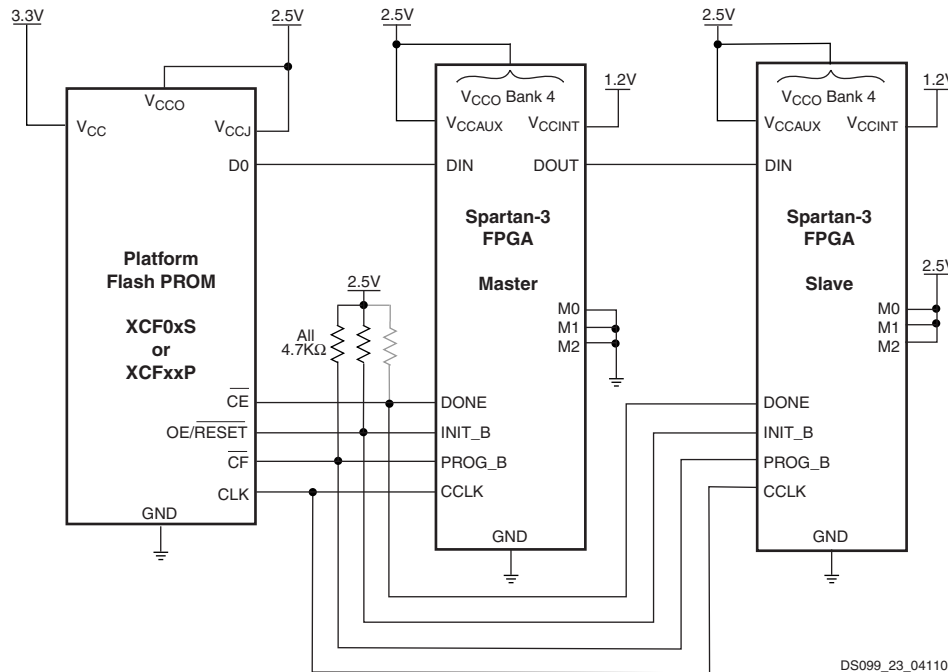 3.3V
2.5V
2.5V
2.5V
VCCO
VCC
VCCJ
D0
Platform
Flash PROM
XCF0xS
or
XCFxxP
CE
OE/RESET
CF
CLK
GND
All
4.7KΩ
2.5V
VCCO Bank 4
1.2V
VCCAUX
VCCINT
DIN
DOUT
Spartan-3
FPGA
Master
M0
M1
M2
DONE
INIT_B
PROG_B
CCLK
GND
VCCO Bank 4
1.2V
VCCAUX
VCCINT
DIN
Spartan-3
FPGA
Slave
2.5V
M0
M1
M2
DONE
INIT_B
PROG_B
CCLK
GND
DS099_23_04110